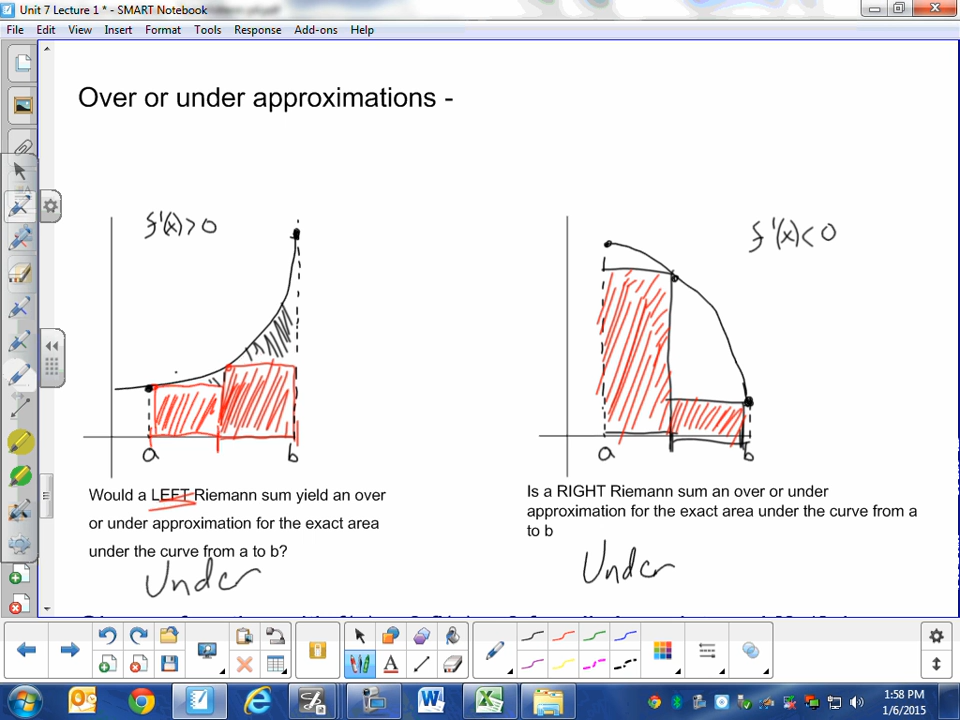 Unit 7 Lecture 1 * - SMART Notebook
File Edit View Insert Format Tools Response Add-ons Help
Over or under approximations -
f'(x) > 0
f'(x) < 0
a b
a b
Would a LEFT Riemann sum yield an over
or under approximation for the exact area
under the curve from a to b?
Under
Is a RIGHT Riemann sum an over or under
approximation for the exact area under the curve from a
to b
Under
1:58 PM
1/6/2015